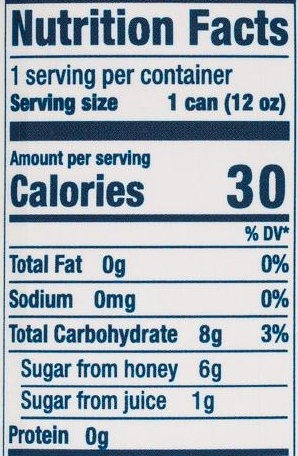 Nutrition Facts
1 serving per container
Serving size 1 can (12 oz)
Amount per serving
Calories 30
% DV*
Total Fat 0g 0%
Sodium 0mg 0%
Total Carbohydrate 8g 3%
Sugar from honey 6g
Sugar from juice 1g
Protein 0g